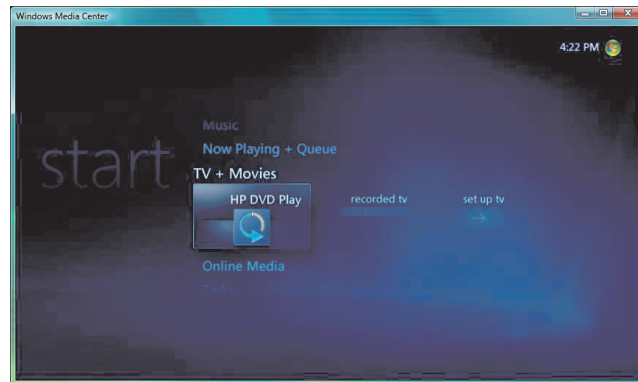 Windows Media Center
4:22 PM
start
Music
Now Playing + Queue
TV + Movies
HP DVD Play
recorded tv
set up tv
Online Media